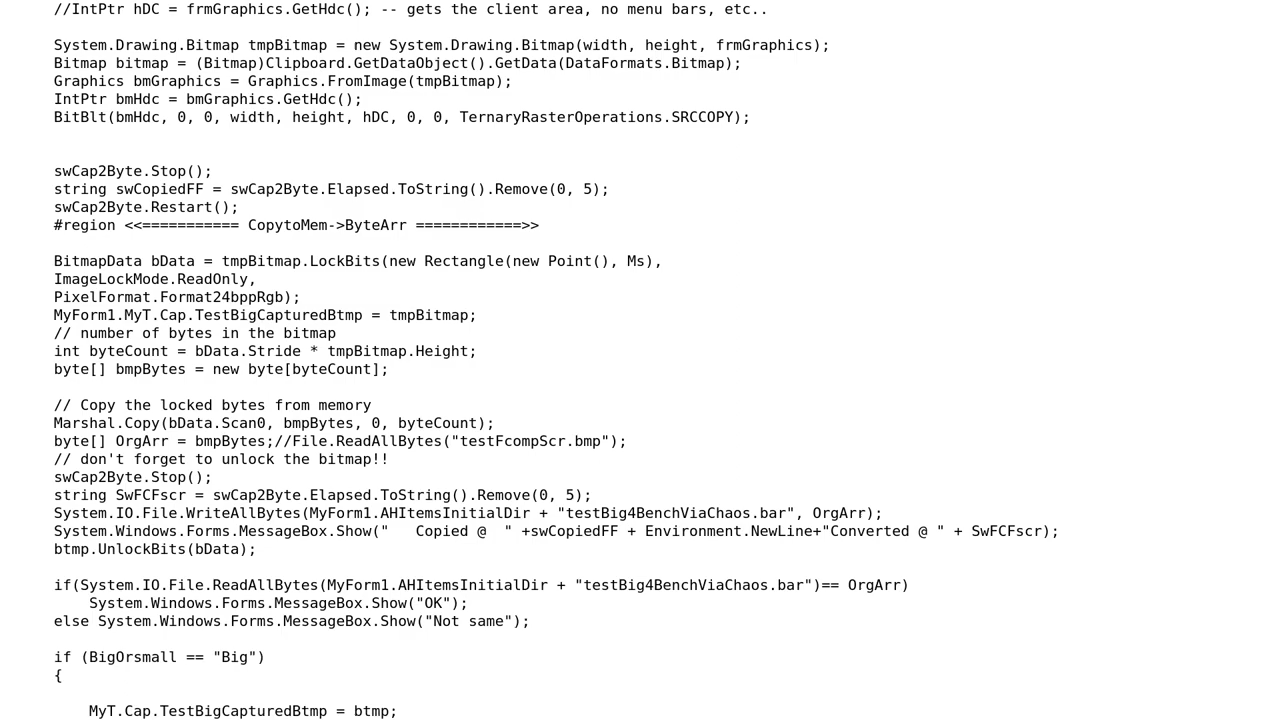 //IntPtr hDC = frmGraphics.GetHdc(); -- gets the client area, no menu bars, etc..
System.Drawing.Bitmap tmpBitmap = new System.Drawing.Bitmap(width, height, frmGraphics);
Bitmap bitmap = (Bitmap)Clipboard.GetDataObject().GetData(DataFormats.Bitmap);
Graphics bmGraphics = Graphics.FromImage(tmpBitmap);
IntPtr bmHdc = bmGraphics.GetHdc();
BitBlt(bmHdc, 0, 0, width, height, hDC, 0, 0, TernaryRasterOperations.SRCCOPY);
swCap2Byte.Stop();
string swCopiedFF = swCap2Byte.Elapsed.ToString().Remove(0, 5);
swCap2Byte.Restart();
#region <<=========== CopytoMem->ByteArr ============>>
BitmapData bData = tmpBitmap.LockBits(new Rectangle(new Point(), Ms),
ImageLockMode.ReadOnly,
PixelFormat.Format24bppRgb);
MyForm1.MyT.Cap.TestBigCapturedBtmp = tmpBitmap;
// number of bytes in the bitmap
int byteCount = bData.Stride * tmpBitmap.Height;
byte[] bmpBytes = new byte[byteCount];
// Copy the locked bytes from memory
Marshal.Copy(bData.Scan0, bmpBytes, 0, byteCount);
byte[] OrgArr = bmpBytes;//File.ReadAllBytes("testFcompScr.bmp");
// don't forget to unlock the bitmap!!
swCap2Byte.Stop();
string SwFCFscr = swCap2Byte.Elapsed.ToString().Remove(0, 5);
System.IO.File.WriteAllBytes(MyForm1.AHItemsInitialDir + "testBig4BenchViaChaos.bar", OrgArr);
System.Windows.Forms.MessageBox.Show("   Copied @  " +swCopiedFF + Environment.NewLine+"Converted @ " + SwFCFscr);
btmp.UnlockBits(bData);
if(System.IO.File.ReadAllBytes(MyForm1.AHItemsInitialDir + "testBig4BenchViaChaos.bar")== OrgArr)
    System.Windows.Forms.MessageBox.Show("OK");
else System.Windows.Forms.MessageBox.Show("Not same");
if (BigOrsmall == "Big")
{
    MyT.Cap.TestBigCapturedBtmp = btmp;